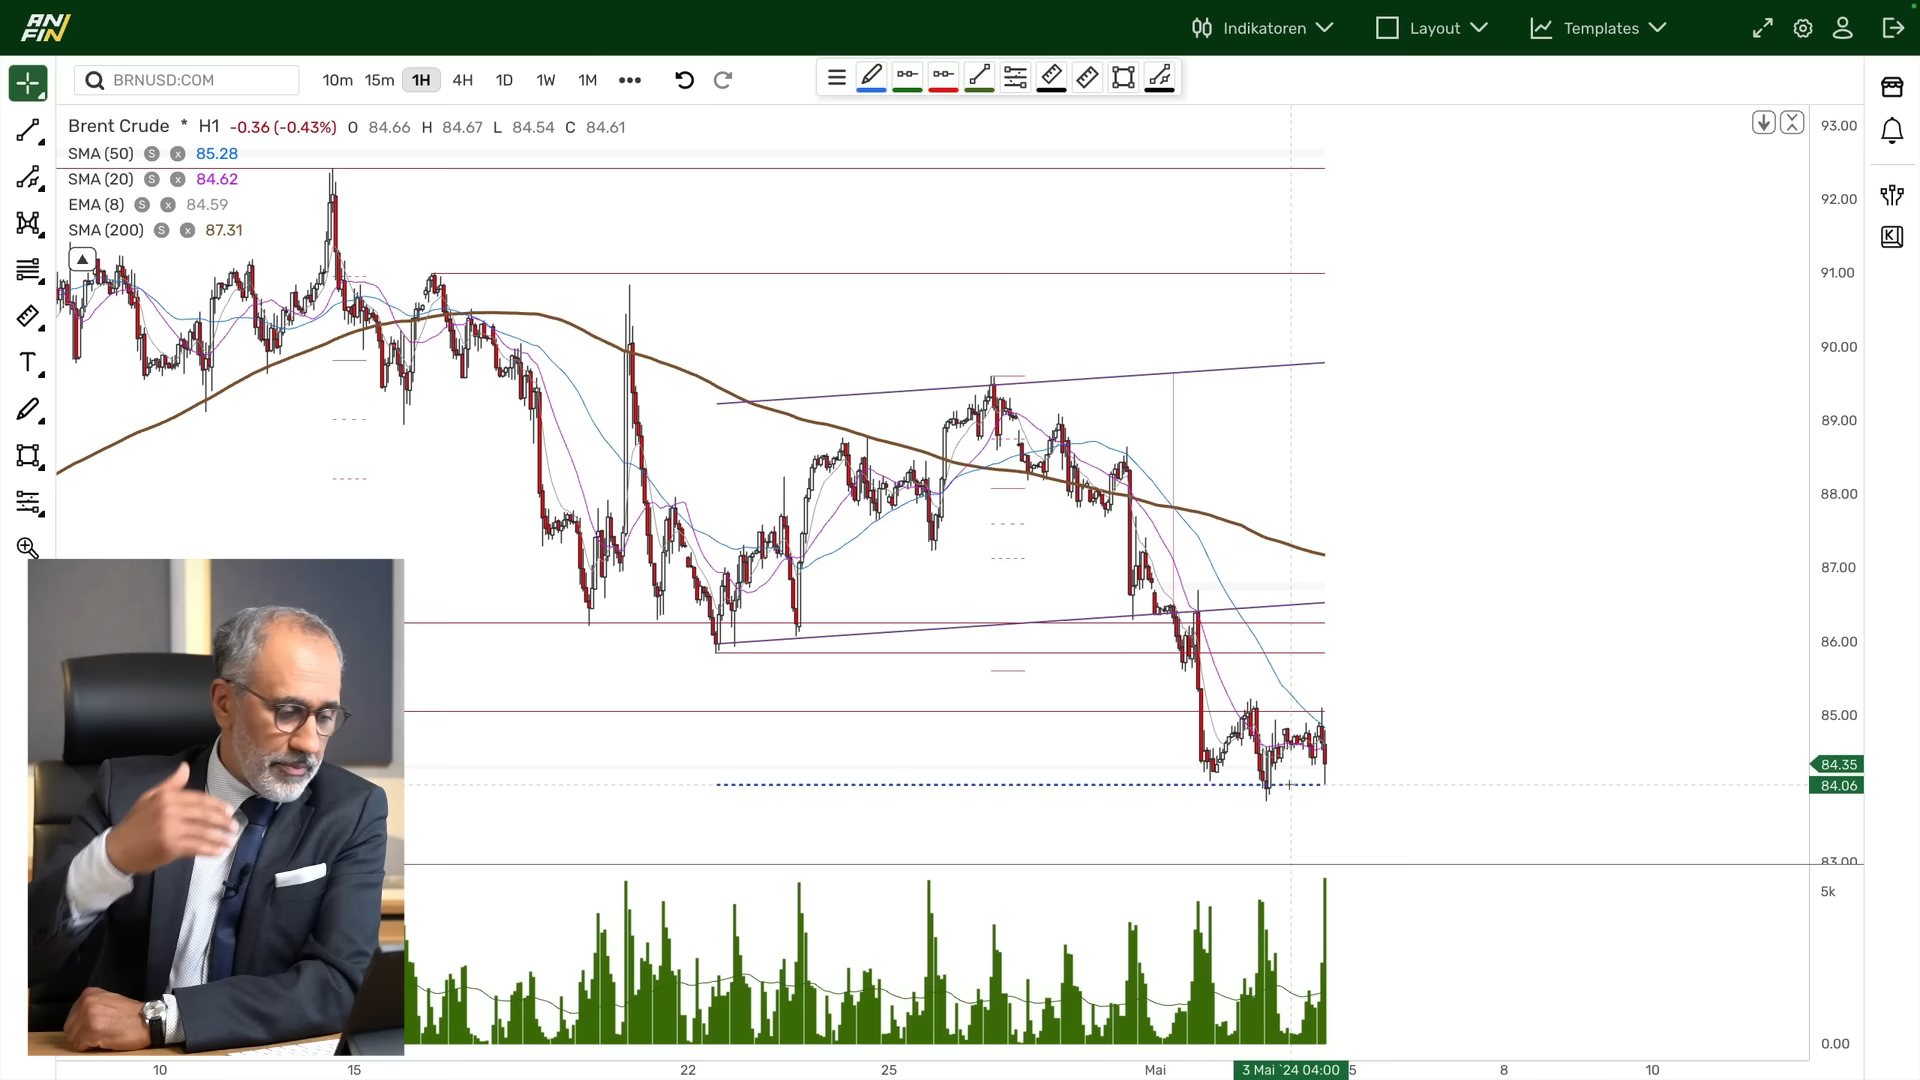 ANFIN
Indikatoren
Layout
Templates
BRNUSD:COM
10m 15m 1H 4H 1D 1W 1M
Brent Crude * H1 -0.36 (-0.43%) O 84.66 H 84.67 L 84.54 C 84.61
SMA (50) S x 85.28
SMA (20) S x 84.62
EMA (8) S x 84.59
SMA (200) S x 87.31
T
K
93.00
92.00
91.00
90.00
89.00
88.00
87.00
86.00
85.00
84.35
84.06
83.00
5k
0.00
10 15 22 25 Mai 3 Mai `24 04:00 5 8 10